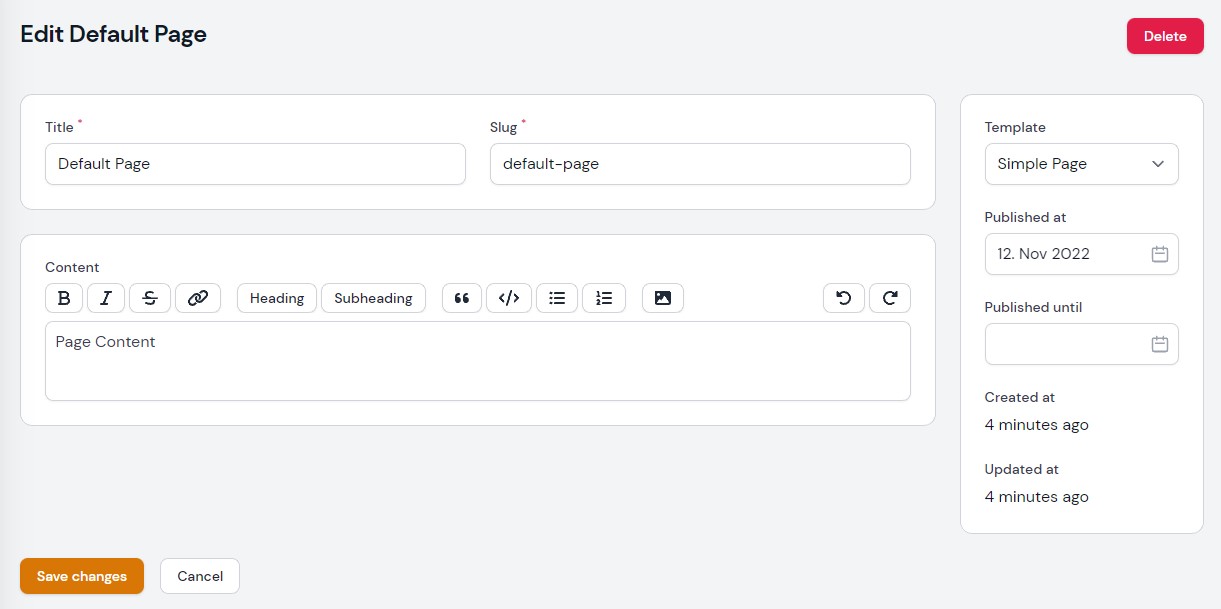 Edit Default Page
Delete
Title *
Slug *
Default Page
default-page
Content
Heading
Subheading
Page Content
Template
Simple Page
Published at
12. Nov 2022
Published until
Created at
4 minutes ago
Updated at
4 minutes ago
Save changes
Cancel